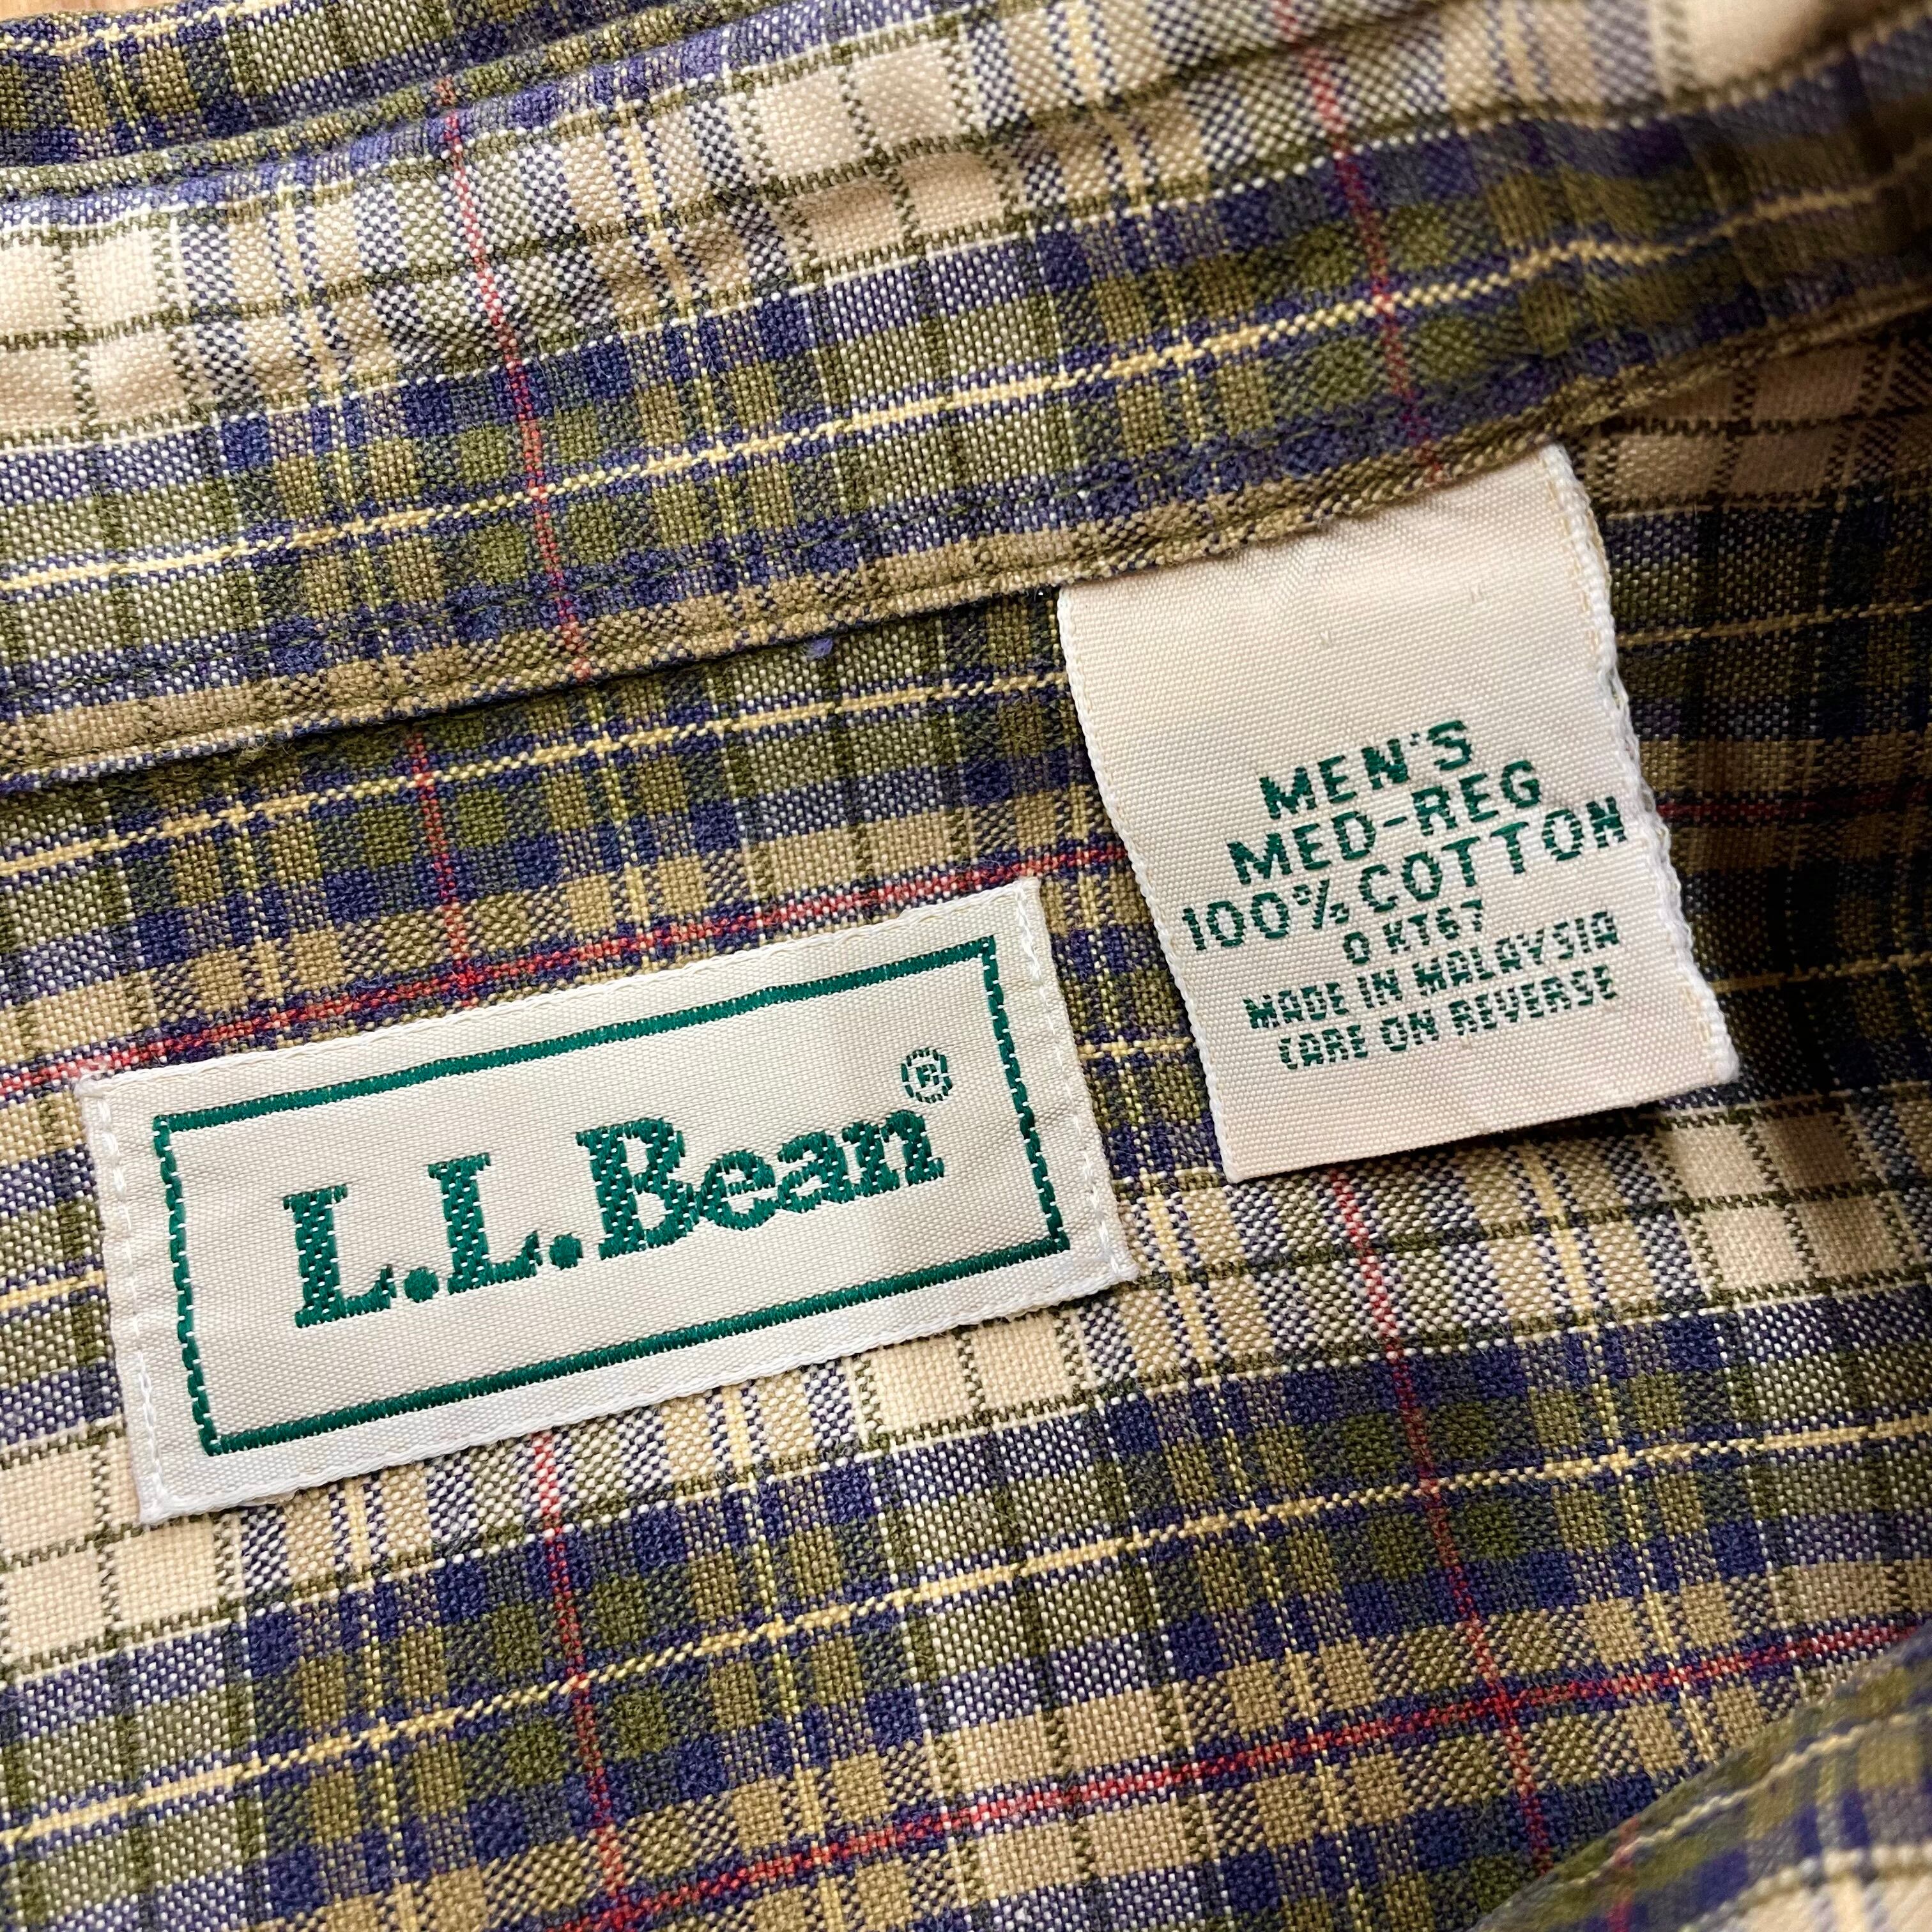 L.L.Bean®
MEN'S
MED-REG
100% COTTON
0 KT67
MADE IN MALAYSIA
CARE ON REVERSE